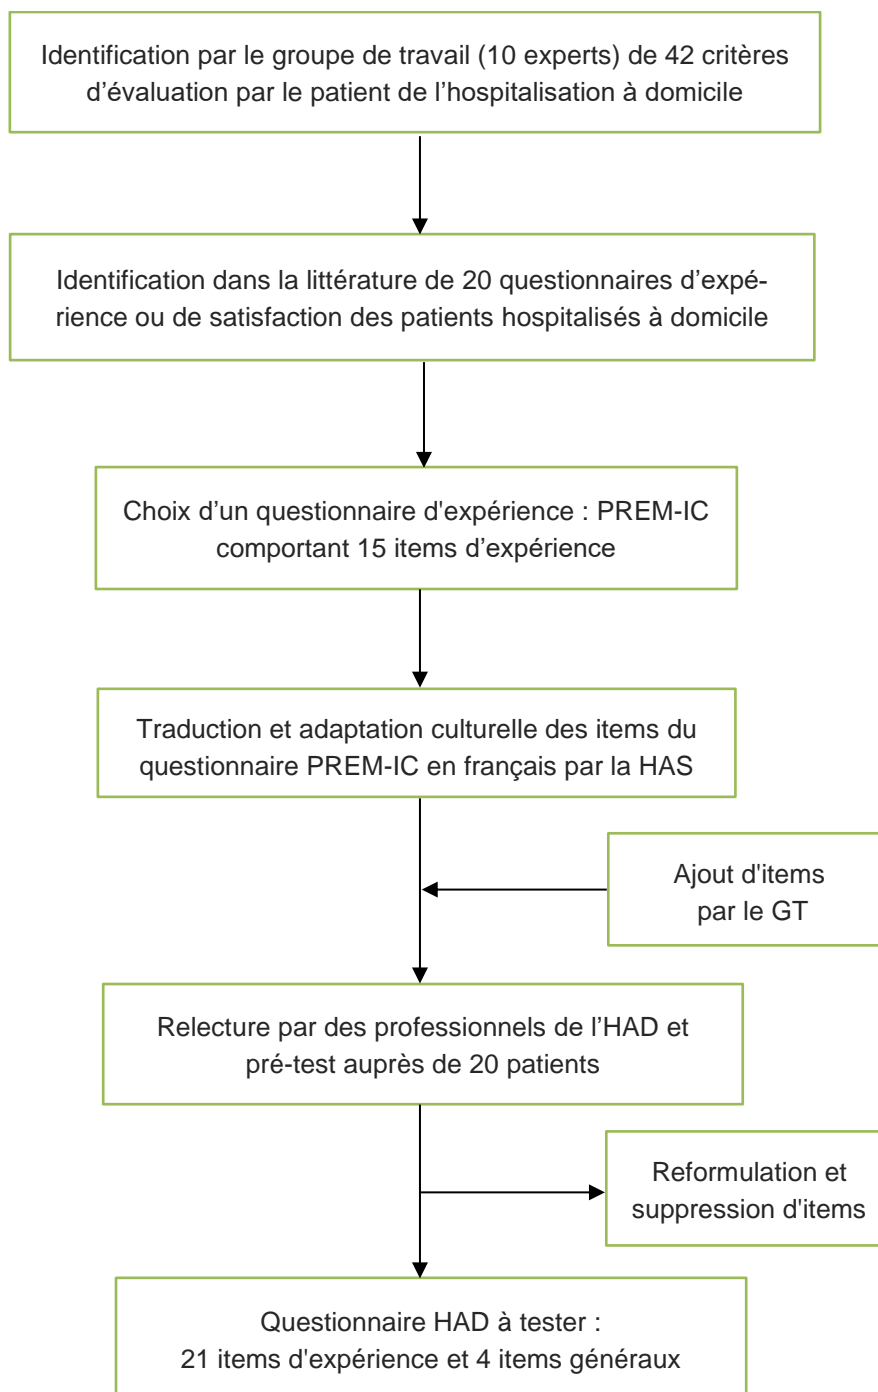 Identification par le groupe de travail (10 experts) de 42 critères
d’évaluation par le patient de l’hospitalisation à domicile
Identification dans la littérature de 20 questionnaires d’expé-
rience ou de satisfaction des patients hospitalisés à domicile
Choix d’un questionnaire d'expérience : PREM-IC
comportant 15 items d’expérience
Traduction et adaptation culturelle des items du
questionnaire PREM-IC en français par la HAS
Ajout d'items
par le GT
Relecture par des professionnels de l’HAD et
pré-test auprès de 20 patients
Reformulation et
suppression d'items
Questionnaire HAD à tester :
21 items d'expérience et 4 items généraux